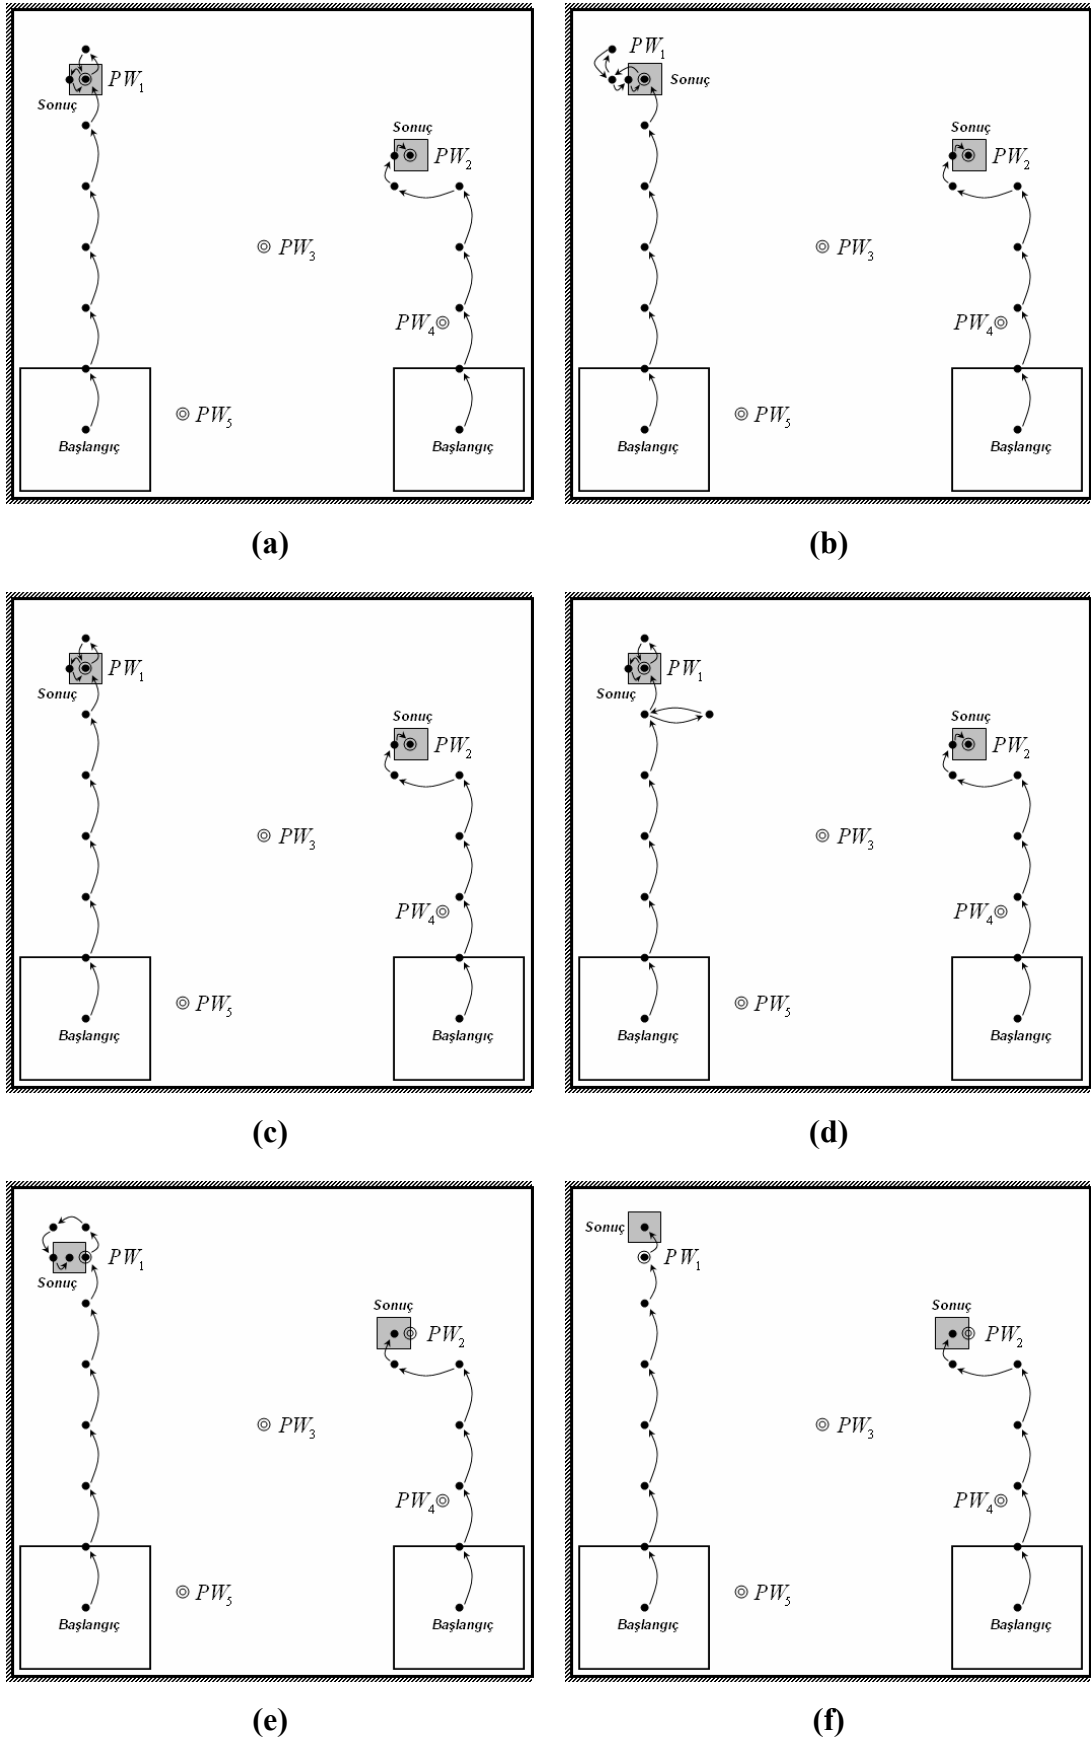 PW1
Sonuç
Sonuç
PW2
PW3
PW4
PW5
Başlangıç
Başlangıç
(a)
PW1
Sonuç
Sonuç
PW2
PW3
PW4
PW5
Başlangıç
Başlangıç
(b)
PW1
Sonuç
Sonuç
PW2
PW3
PW4
PW5
Başlangıç
Başlangıç
(c)
PW1
Sonuç
Sonuç
PW2
PW3
PW4
PW5
Başlangıç
Başlangıç
(d)
PW1
Sonuç
Sonuç
PW2
PW3
PW4
PW5
Başlangıç
Başlangıç
(e)
Sonuç
PW1
Sonuç
PW2
PW3
PW4
PW5
Başlangıç
Başlangıç
(f)